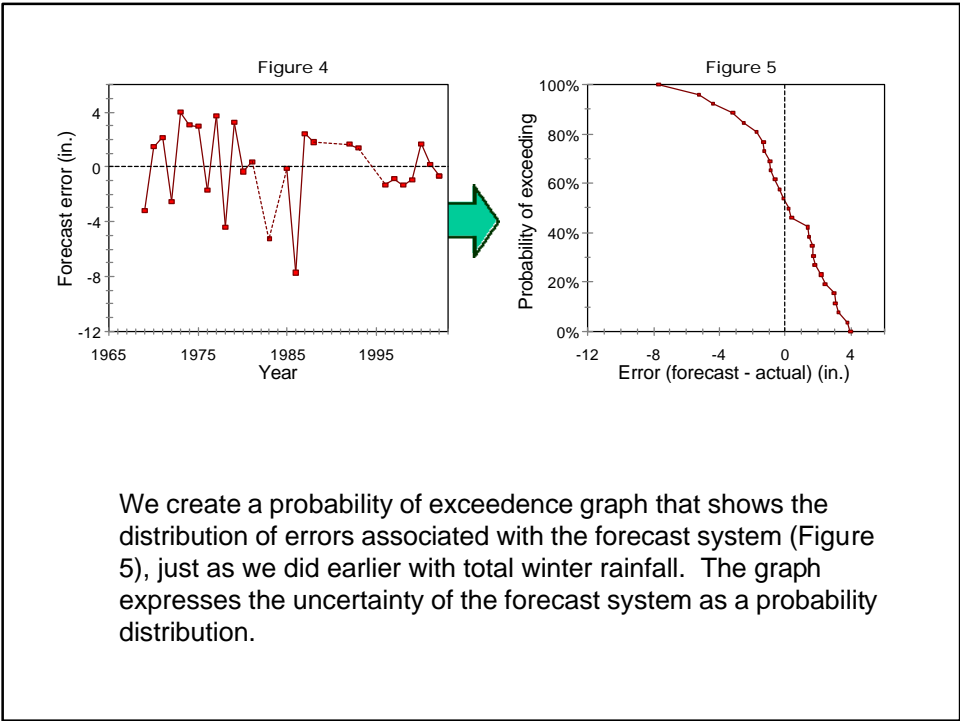 Figure 4
4
0
-4
-8
-12
Forecast error (in.)
1965 1975 1985 1995
Year
Figure 5
100%
80%
60%
40%
20%
0%
Probability of exceeding
-12 -8 -4 0 4
Error (forecast - actual) (in.)
We create a probability of exceedence graph that shows the
distribution of errors associated with the forecast system (Figure
5), just as we did earlier with total winter rainfall. The graph
expresses the uncertainty of the forecast system as a probability
distribution.